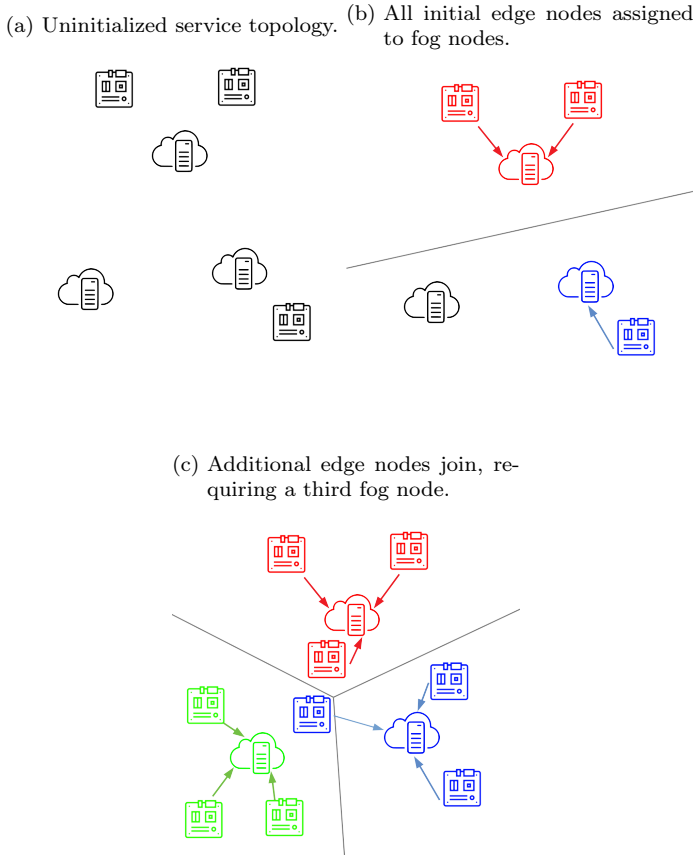 (a) Uninitialized service topology.
(b) All initial edge nodes assigned
to fog nodes.
(c) Additional edge nodes join, re-
quiring a third fog node.